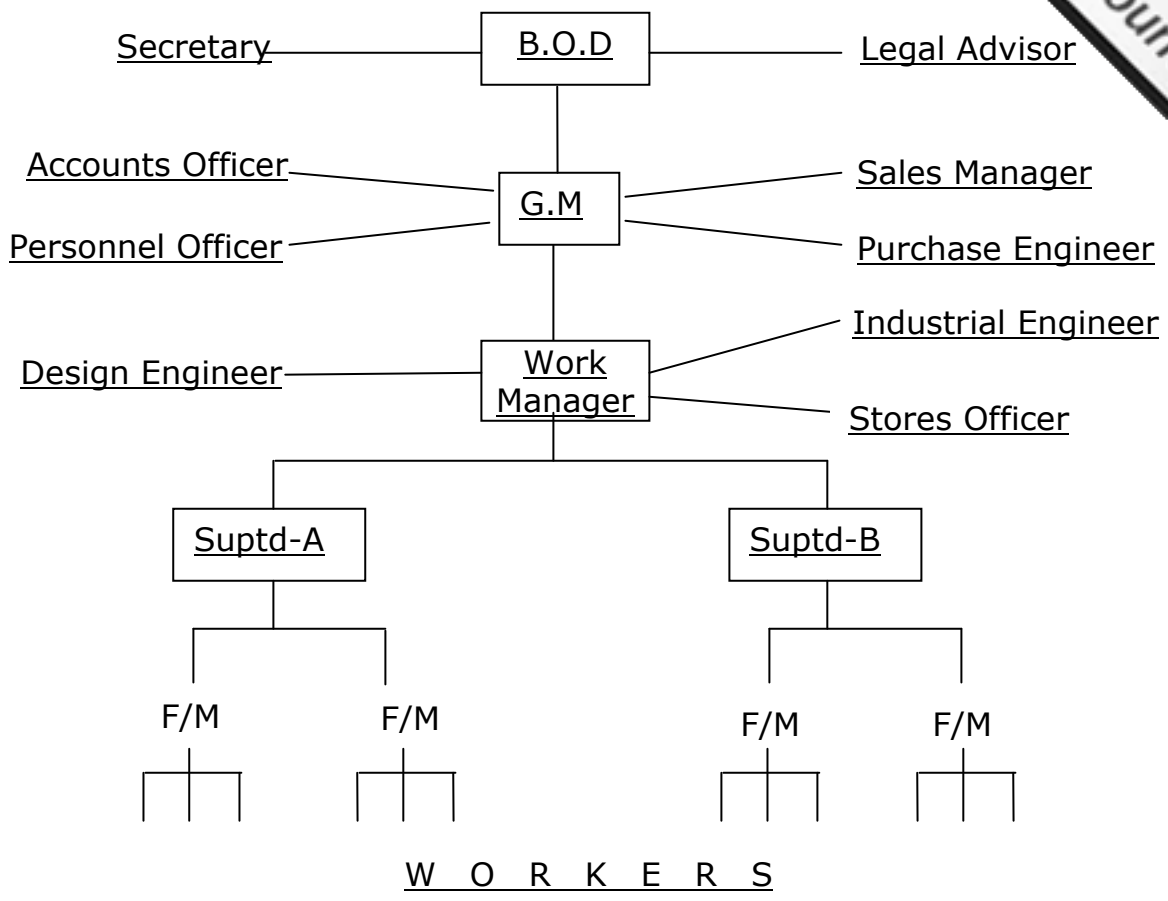 Secretary
B.O.D
Legal Advisor
Accounts Officer
G.M
Sales Manager
Personnel Officer
Purchase Engineer
Design Engineer
Work
Manager
Industrial Engineer
Stores Officer
Suptd-A
Suptd-B
F/M
F/M
F/M
F/M
W O R K E R S